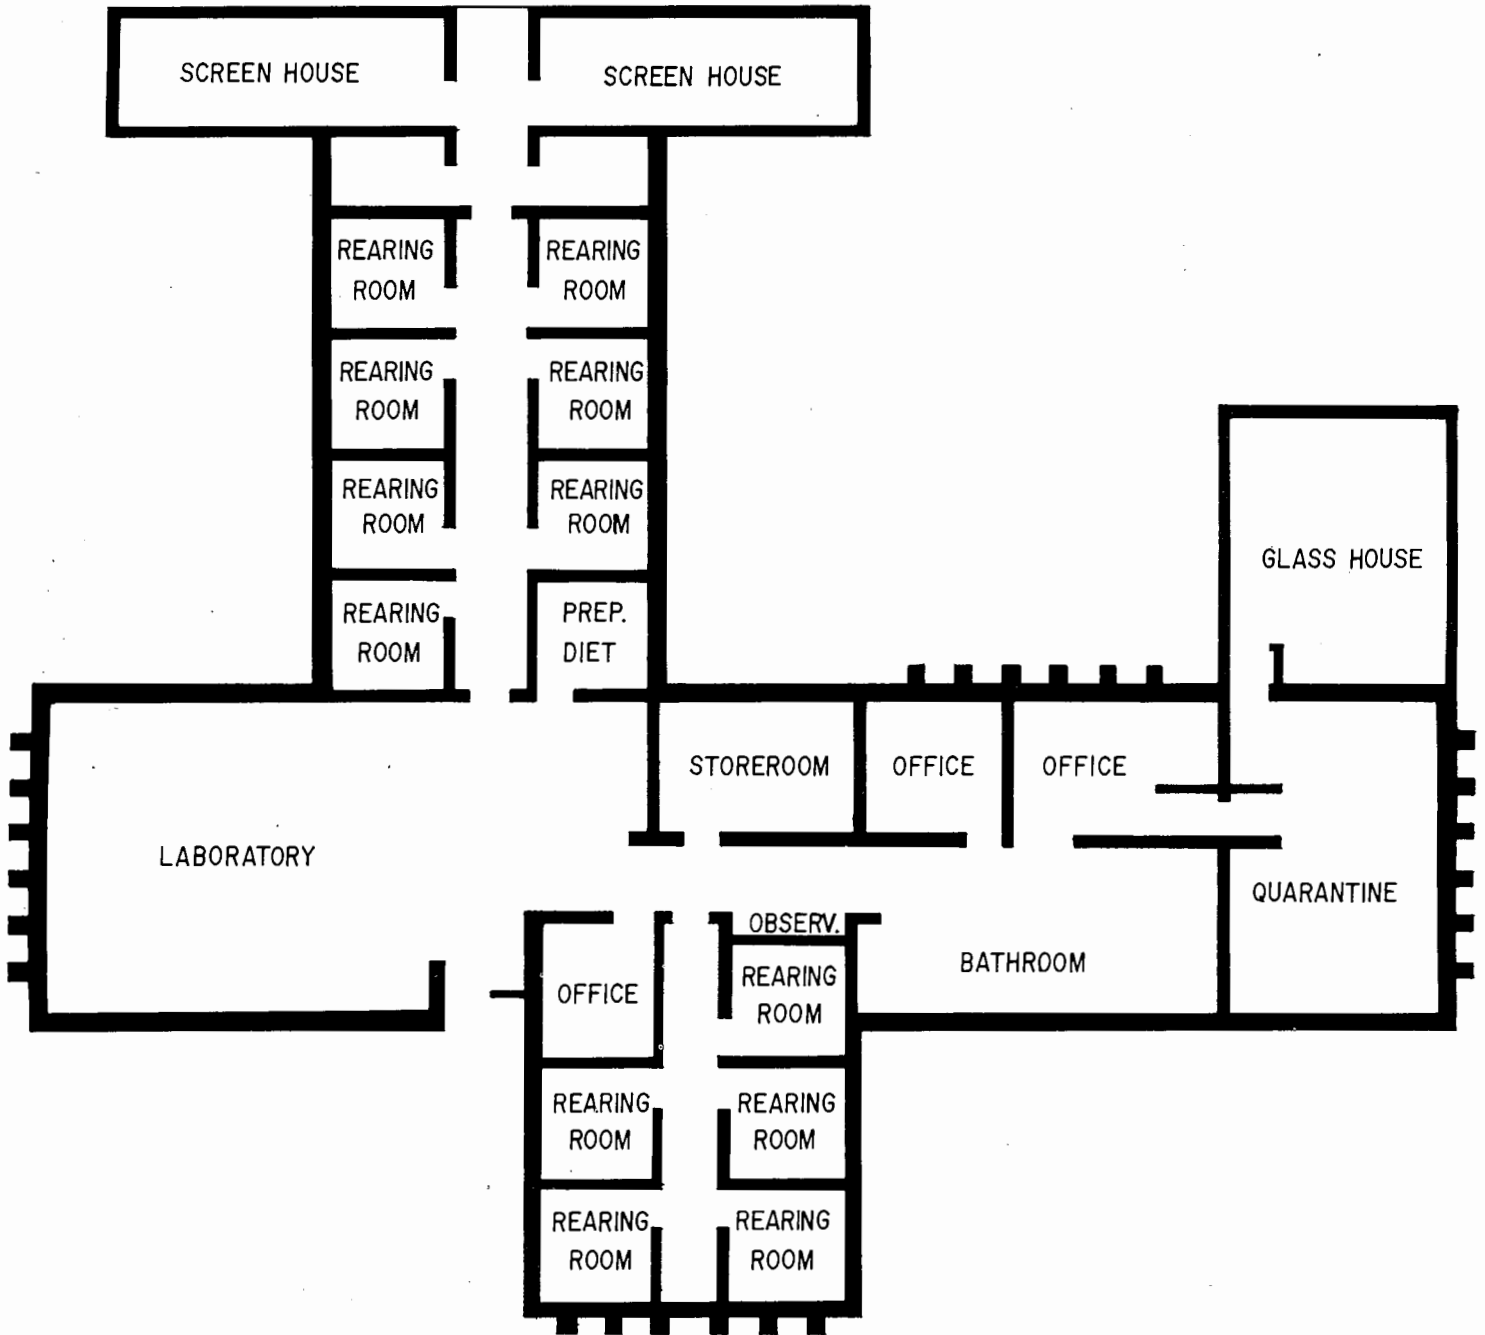 SCREEN HOUSE
SCREEN HOUSE
REARING
ROOM
REARING
ROOM
REARING
ROOM
REARING
ROOM
REARING
ROOM
REARING
ROOM
REARING
ROOM
PREP.
DIET
GLASS HOUSE
STOREROOM
OFFICE
OFFICE
LABORATORY
QUARANTINE
OBSERV.
BATHROOM
OFFICE
REARING
ROOM
REARING
ROOM
REARING
ROOM
REARING
ROOM
REARING
ROOM